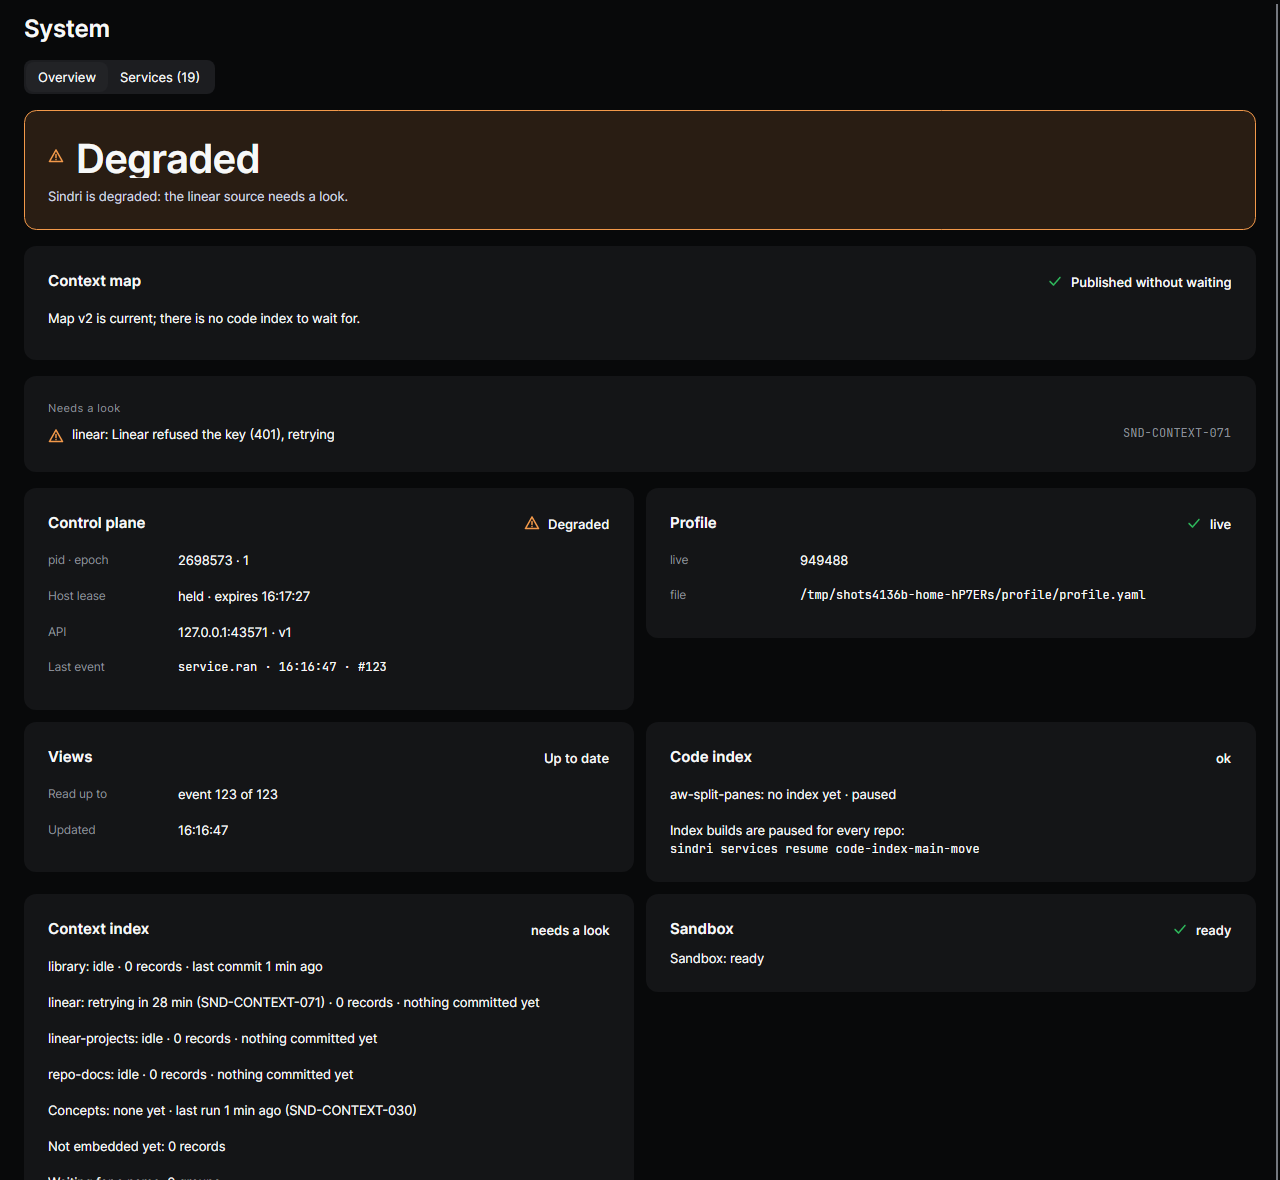 System
Overview
Services (19)
Degraded
Sindri is degraded: the linear source needs a look.
Context map
Published without waiting
Map v2 is current; there is no code index to wait for.
Needs a look
linear: Linear refused the key (401), retrying
SND-CONTEXT-071
Control plane
Degraded
pid · epoch
2698573 · 1
Host lease
held · expires 16:17:27
API
127.0.0.1:43571 · v1
Last event
service.ran · 16:16:47 · #123
Profile
live
live
949488
file
/tmp/shots4136b-home-hP7ERs/profile/profile.yaml
Views
Up to date
Read up to
event 123 of 123
Updated
16:16:47
Code index
ok
aw-split-panes: no index yet · paused
Index builds are paused for every repo:
sindri services resume code-index-main-move
Context index
needs a look
library: idle · 0 records · last commit 1 min ago
linear: retrying in 28 min (SND-CONTEXT-071) · 0 records · nothing committed yet
linear-projects: idle · 0 records · nothing committed yet
repo-docs: idle · 0 records · nothing committed yet
Concepts: none yet · last run 1 min ago (SND-CONTEXT-030)
Not embedded yet: 0 records
Sandbox
ready
Sandbox: ready